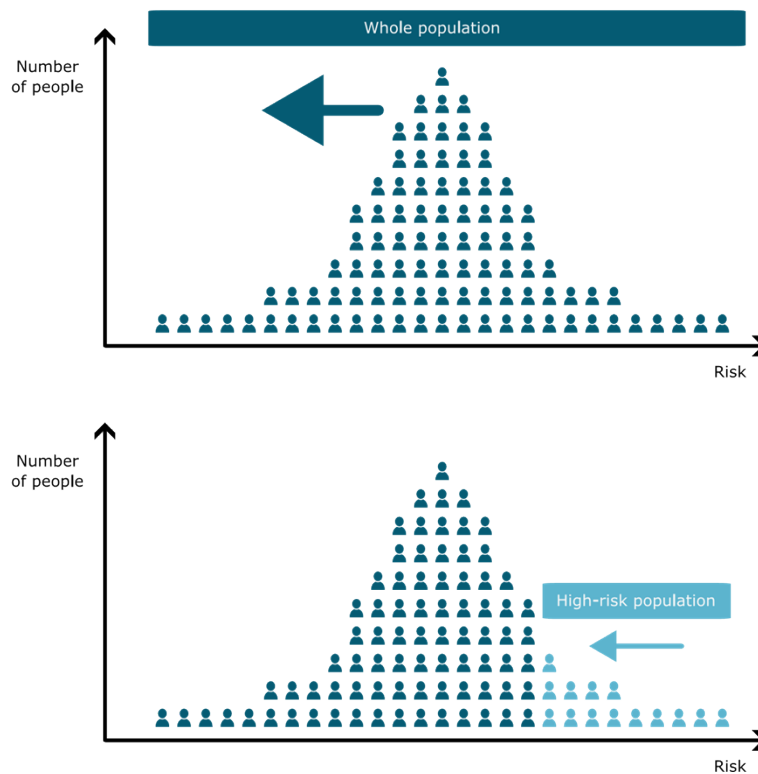 Whole population
Number
of people
Risk
Number
of people
High-risk population
Risk